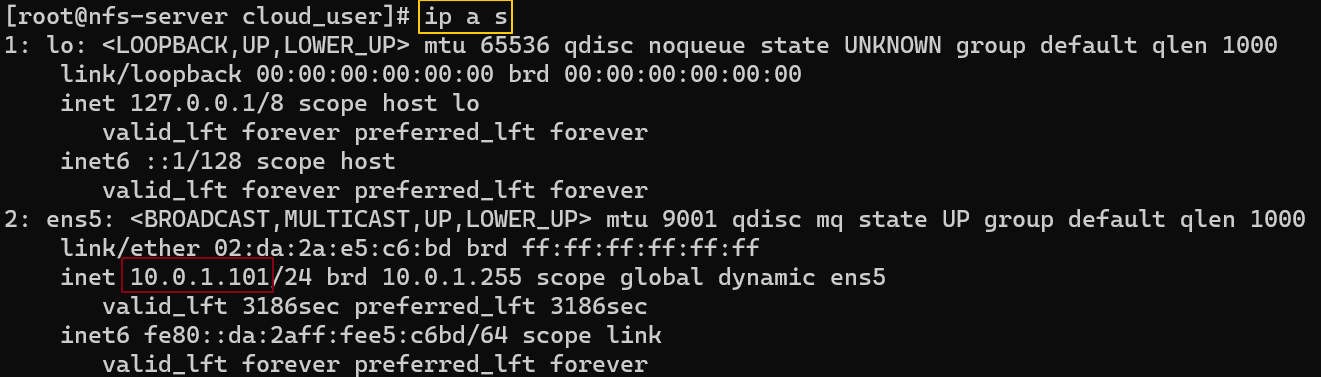 [root@nfs-server cloud_user]# ip a s
1: lo: <LOOPBACK,UP,LOWER_UP> mtu 65536 qdisc noqueue state UNKNOWN group default qlen 1000
    link/loopback 00:00:00:00:00:00 brd 00:00:00:00:00:00
    inet 127.0.0.1/8 scope host lo
       valid_lft forever preferred_lft forever
    inet6 ::1/128 scope host
       valid_lft forever preferred_lft forever
2: ens5: <BROADCAST,MULTICAST,UP,LOWER_UP> mtu 9001 qdisc mq state UP group default qlen 1000
    link/ether 02:da:2a:e5:c6:bd brd ff:ff:ff:ff:ff:ff
    inet 10.0.1.101/24 brd 10.0.1.255 scope global dynamic ens5
       valid_lft 3186sec preferred_lft 3186sec
    inet6 fe80::da:2aff:fee5:c6bd/64 scope link
       valid_lft forever preferred_lft forever